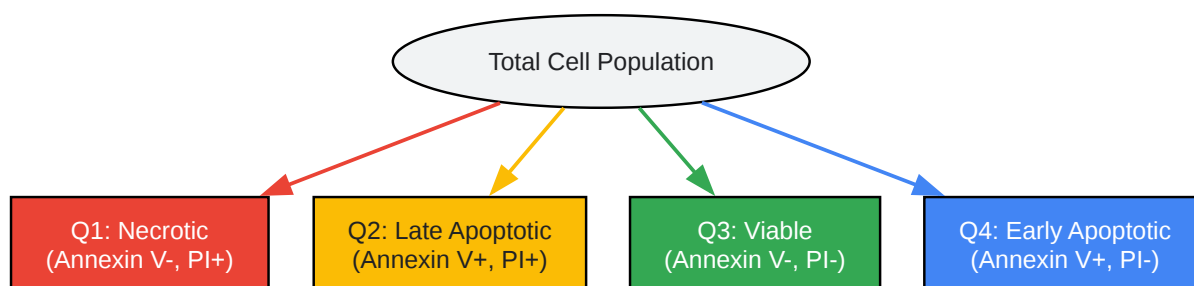 Total Cell Population
Q1: Necrotic
(Annexin V-, PI+)
Q2: Late Apoptotic
(Annexin V+, PI+)
Q3: Viable
(Annexin V-, PI-)
Q4: Early Apoptotic
(Annexin V+, PI-)